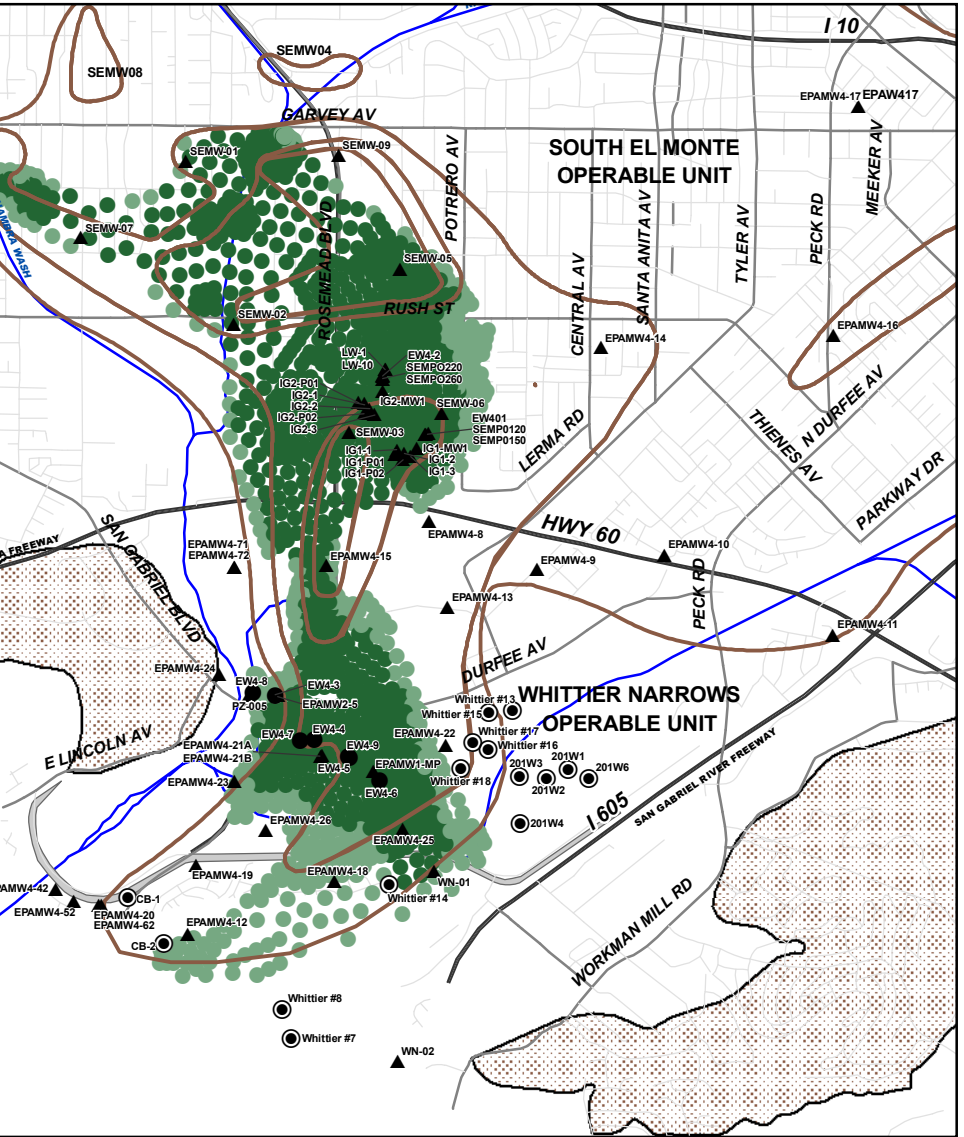 I 10
SEMW04
SEMW08
EPAMW4-17
EPAW417
GARVEY AV
SEMW-01
SEMW-09
SOUTH EL MONTE
OPERABLE UNIT
POTRERO AV
MEEKER AV
PECK RD
TYLER AV
SANTA ANITA AV
CENTRAL AV
ROSEMEAD BLVD
SEMW-07
SEMW-05
SEMW-02
RUSH ST
EPAMW4-14
EPAMW4-16
LW-1
LW-10
EW4-2
SEMPO220
SEMPO260
IG2-P01
IG2-1
IG2-2
IG2-P02
IG2-3
IG2-MW1
SEMW-06
SEMW-03
EW401
SEMP0120
SEMP0150
IG1-1
IG1-P01
IG1-P02
IG1-MW1
IG1-2
IG1-3
LERMA RD
THIENES AV
N DURFEE AV
PARKWAY DR
SAN GABRIEL BLVD
A FREEWAY
HWY 60
EPAMW4-8
EPAMW4-71
EPAMW4-72
EPAMW4-15
EPAMW4-9
EPAMW4-10
EPAMW4-13
PECK RD
EPAMW4-11
DURFEE AV
EPAMW4-24
EW4-8
PZ-005
EW4-3
EPAMW2-5
WHITTIER NARROWS
OPERABLE UNIT
Whittier #13
Whittier #15
Whittier #17
Whittier #16
Whittier #18
EW4-7
EW4-4
EW4-9
EPAMW4-22
EPAMW4-21A
EPAMW4-21B
EW4-5
EPAMW1-MP
EW4-6
E LINCOLN AV
EPAMW4-23
201W3
201W1
201W2
201W6
201W4
I 605
SAN GABRIEL RIVER FREEWAY
EPAMW4-26
EPAMW4-25
EPAMW4-19
EPAMW4-18
WN-01
Whittier #14
AMW4-42
EPAMW4-52
CB-1
EPAMW4-20
EPAMW4-62
EPAMW4-12
CB-2
WORKMAN MILL RD
Whittier #8
Whittier #7
WN-02